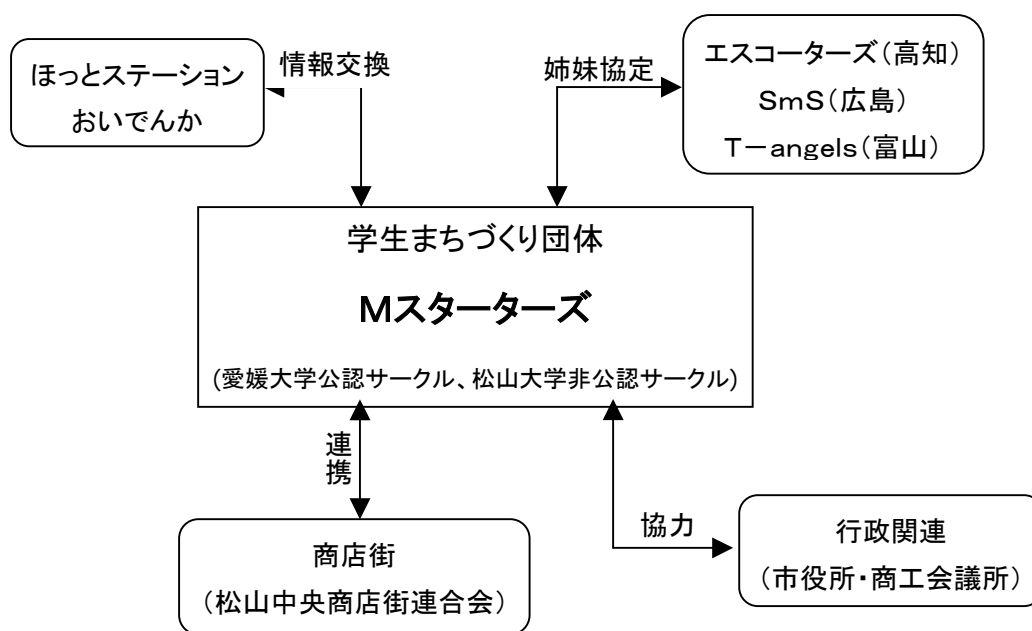 ほっとステーション
おいでんか
情報交換
姉妹協定
エスコーターズ(高知)
SmS(広島)
T-angels(富山)
学生まちづくり団体
Mスターターズ
(愛媛大学公認サークル、松山大学非公認サークル)
連携
協力
商店街
(松山中央商店街連合会)
行政関連
(市役所・商工会議所)